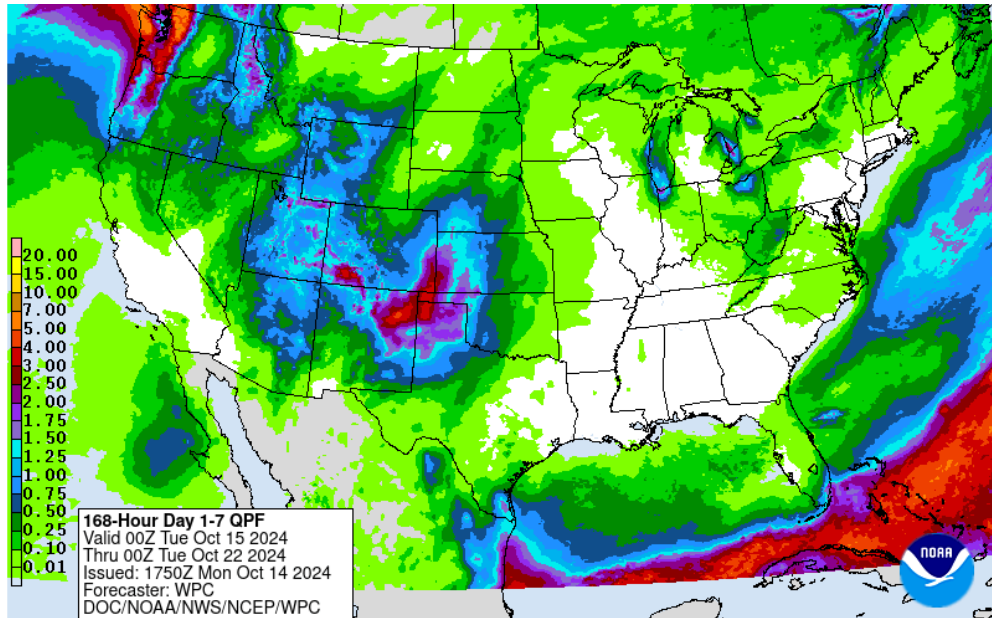 20.00
15.00
10.00
7.00
5.00
4.00
3.00
2.50
2.00
1.75
1.50
1.25
1.00
0.75
0.50
0.25
0.10
0.01
168-Hour Day 1-7 QPF
Valid 00Z Tue Oct 15 2024
Thru 00Z Tue Oct 22 2024
Issued: 1750Z Mon Oct 14 2024
Forecaster: WPC
DOC/NOAA/NWS/NCEP/WPC
NOAA